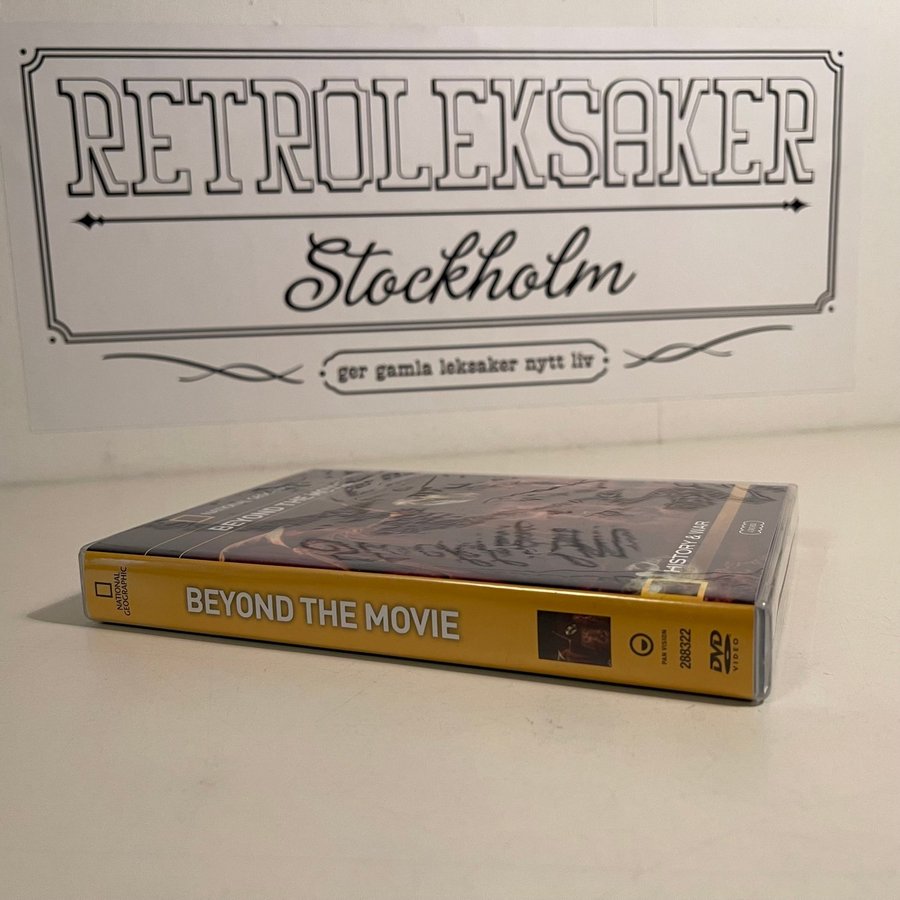 RETROLEKSAKER
Stockholm
ger gamla leksaker nytt liv
BEYOND THE MOVIE
HISTORY & WAR
NATIONAL
GEOGRAPHIC
BEYOND THE MOVIE
PAN VISION
288322
DVD
VIDEO